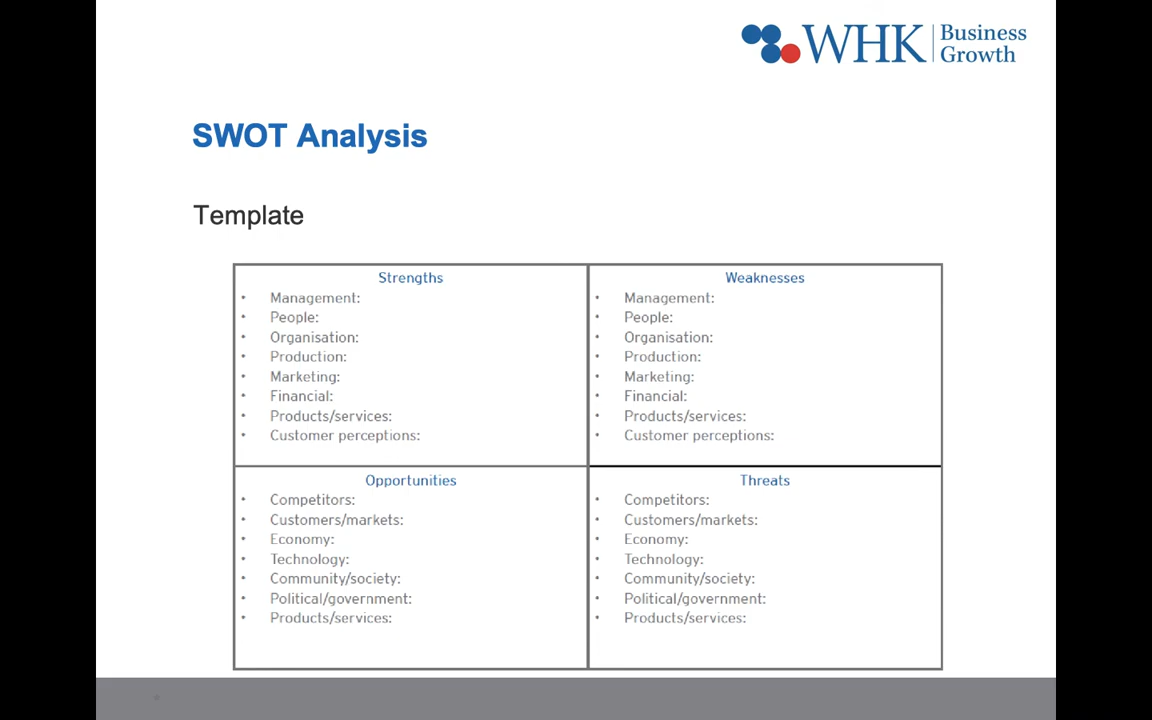 WHK Business
Growth
SWOT Analysis
Template
Strengths
• Management:
• People:
• Organisation:
• Production:
• Marketing:
• Financial:
• Products/services:
• Customer perceptions:
Weaknesses
• Management:
• People:
• Organisation:
• Production:
• Marketing:
• Financial:
• Products/services:
• Customer perceptions:
Opportunities
• Competitors:
• Customers/markets:
• Economy:
• Technology:
• Community/society:
• Political/government:
• Products/services:
Threats
• Competitors:
• Customers/markets:
• Economy:
• Technology:
• Community/society:
• Political/government:
• Products/services: